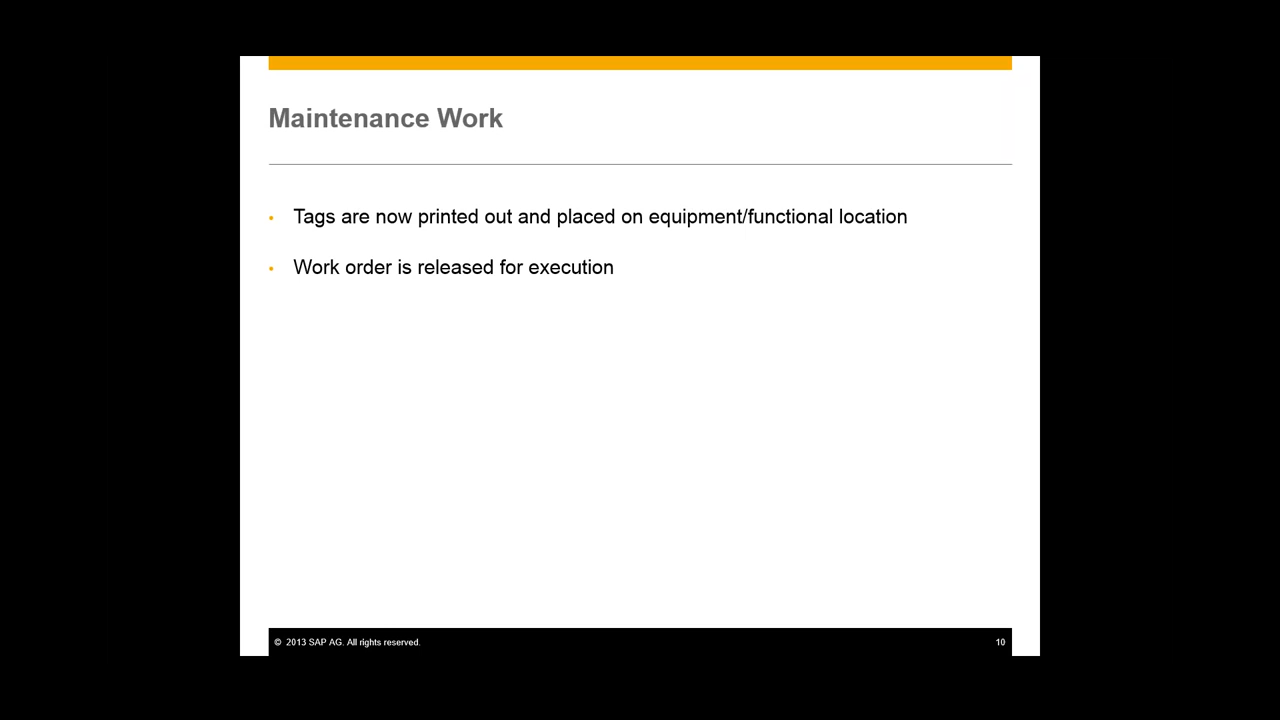 Maintenance Work
• Tags are now printed out and placed on equipment/functional location
• Work order is released for execution
© 2013 SAP AG. All rights reserved.
10